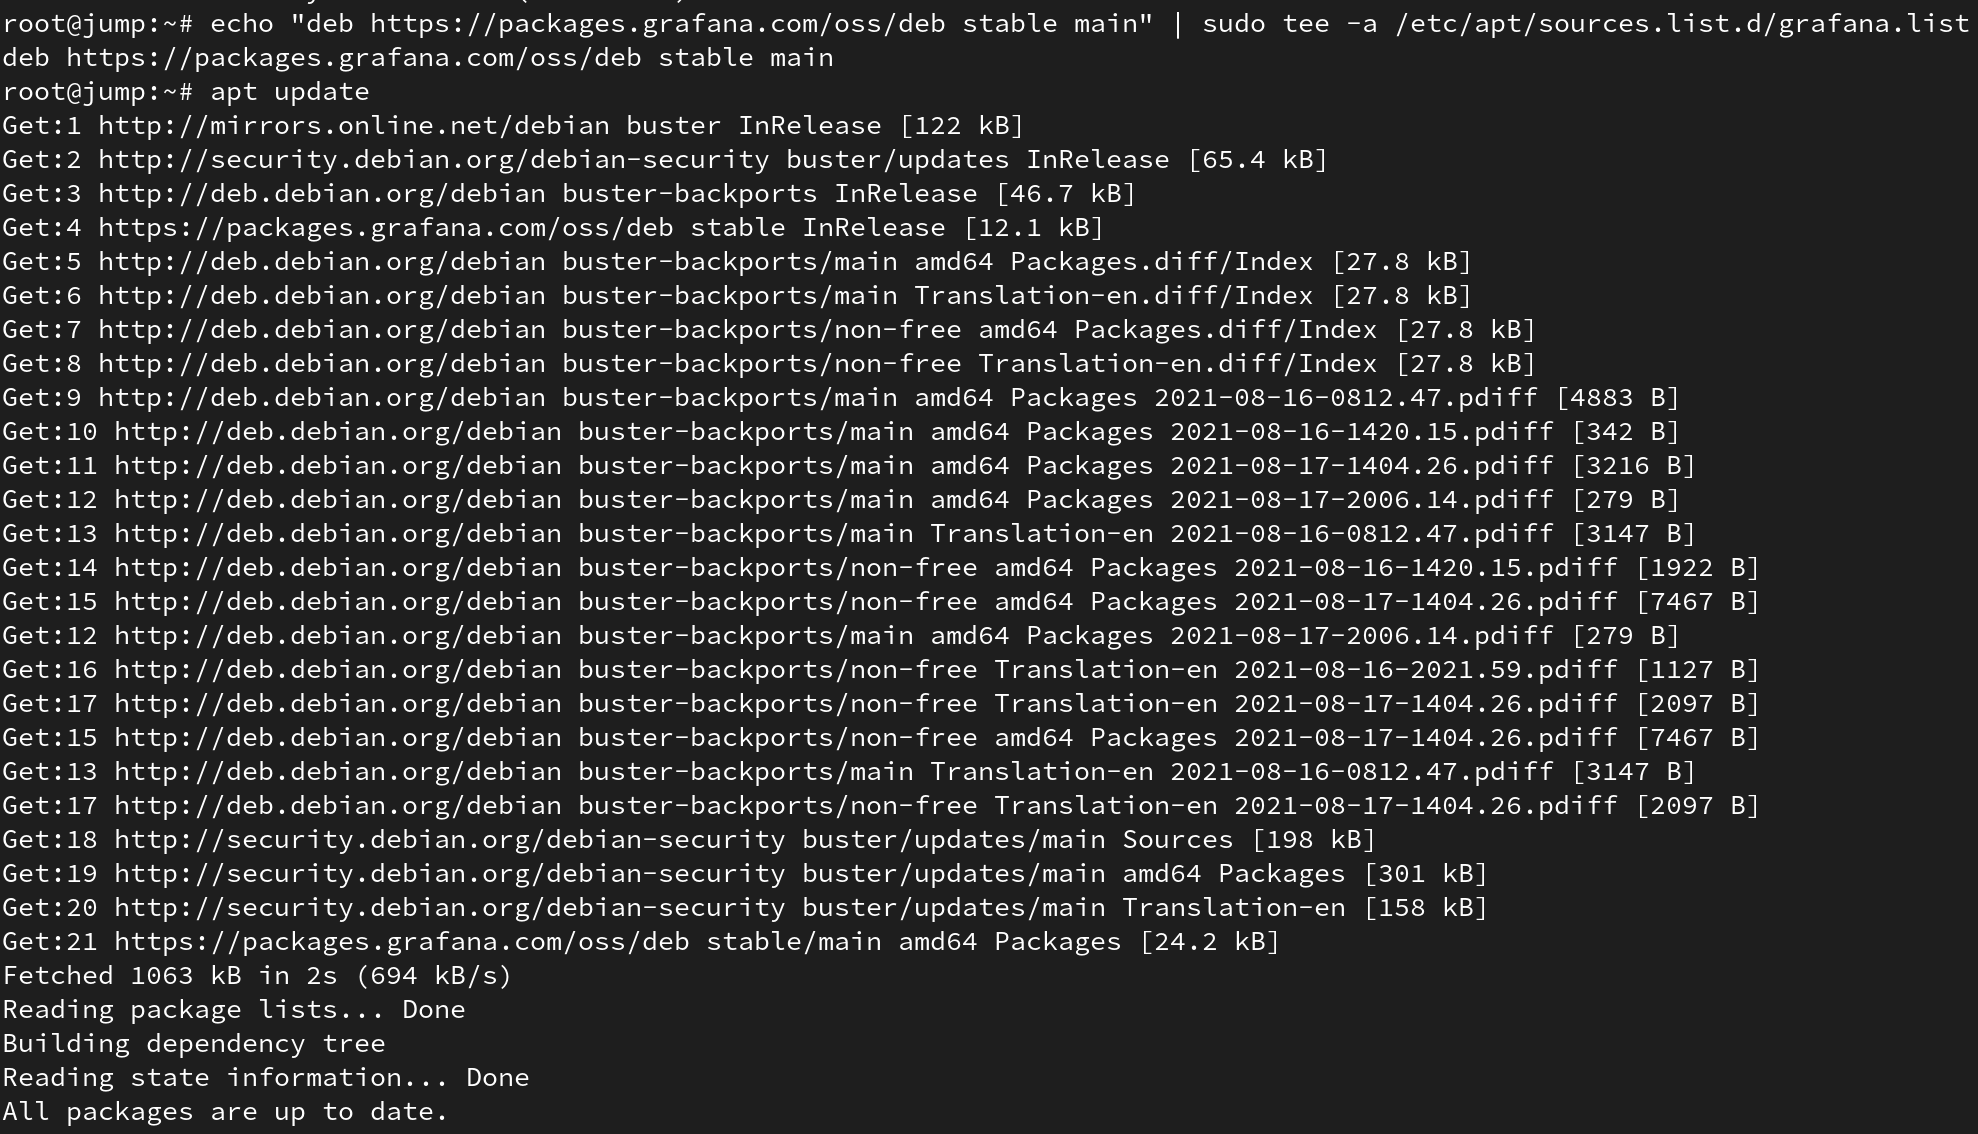 root@jump:~# echo "deb https://packages.grafana.com/oss/deb stable main" | sudo tee -a /etc/apt/sources.list.d/grafana.list
deb https://packages.grafana.com/oss/deb stable main
root@jump:~# apt update
Get:1 http://mirrors.online.net/debian buster InRelease [122 kB]
Get:2 http://security.debian.org/debian-security buster/updates InRelease [65.4 kB]
Get:3 http://deb.debian.org/debian buster-backports InRelease [46.7 kB]
Get:4 https://packages.grafana.com/oss/deb stable InRelease [12.1 kB]
Get:5 http://deb.debian.org/debian buster-backports/main amd64 Packages.diff/Index [27.8 kB]
Get:6 http://deb.debian.org/debian buster-backports/main Translation-en.diff/Index [27.8 kB]
Get:7 http://deb.debian.org/debian buster-backports/non-free amd64 Packages.diff/Index [27.8 kB]
Get:8 http://deb.debian.org/debian buster-backports/non-free Translation-en.diff/Index [27.8 kB]
Get:9 http://deb.debian.org/debian buster-backports/main amd64 Packages 2021-08-16-0812.47.pdiff [4883 B]
Get:10 http://deb.debian.org/debian buster-backports/main amd64 Packages 2021-08-16-1420.15.pdiff [342 B]
Get:11 http://deb.debian.org/debian buster-backports/main amd64 Packages 2021-08-17-1404.26.pdiff [3216 B]
Get:12 http://deb.debian.org/debian buster-backports/main amd64 Packages 2021-08-17-2006.14.pdiff [279 B]
Get:13 http://deb.debian.org/debian buster-backports/main Translation-en 2021-08-16-0812.47.pdiff [3147 B]
Get:14 http://deb.debian.org/debian buster-backports/non-free amd64 Packages 2021-08-16-1420.15.pdiff [1922 B]
Get:15 http://deb.debian.org/debian buster-backports/non-free amd64 Packages 2021-08-17-1404.26.pdiff [7467 B]
Get:12 http://deb.debian.org/debian buster-backports/main amd64 Packages 2021-08-17-2006.14.pdiff [279 B]
Get:16 http://deb.debian.org/debian buster-backports/non-free Translation-en 2021-08-16-2021.59.pdiff [1127 B]
Get:17 http://deb.debian.org/debian buster-backports/non-free Translation-en 2021-08-17-1404.26.pdiff [2097 B]
Get:15 http://deb.debian.org/debian buster-backports/non-free amd64 Packages 2021-08-17-1404.26.pdiff [7467 B]
Get:13 http://deb.debian.org/debian buster-backports/main Translation-en 2021-08-16-0812.47.pdiff [3147 B]
Get:17 http://deb.debian.org/debian buster-backports/non-free Translation-en 2021-08-17-1404.26.pdiff [2097 B]
Get:18 http://security.debian.org/debian-security buster/updates/main Sources [198 kB]
Get:19 http://security.debian.org/debian-security buster/updates/main amd64 Packages [301 kB]
Get:20 http://security.debian.org/debian-security buster/updates/main Translation-en [158 kB]
Get:21 https://packages.grafana.com/oss/deb stable/main amd64 Packages [24.2 kB]
Fetched 1063 kB in 2s (694 kB/s)
Reading package lists... Done
Building dependency tree
Reading state information... Done
All packages are up to date.